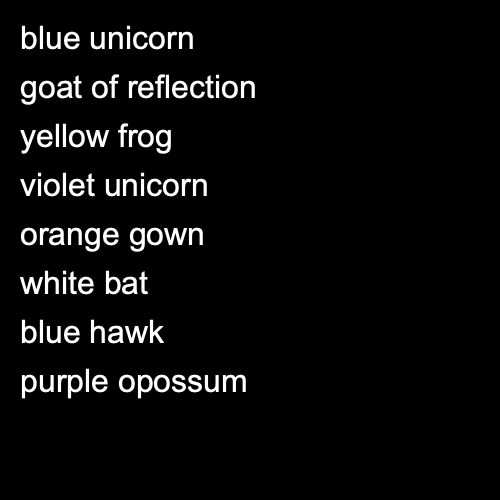 blue unicorn
goat of reflection
yellow frog
violet unicorn
orange gown
white bat
blue hawk
purple opossum